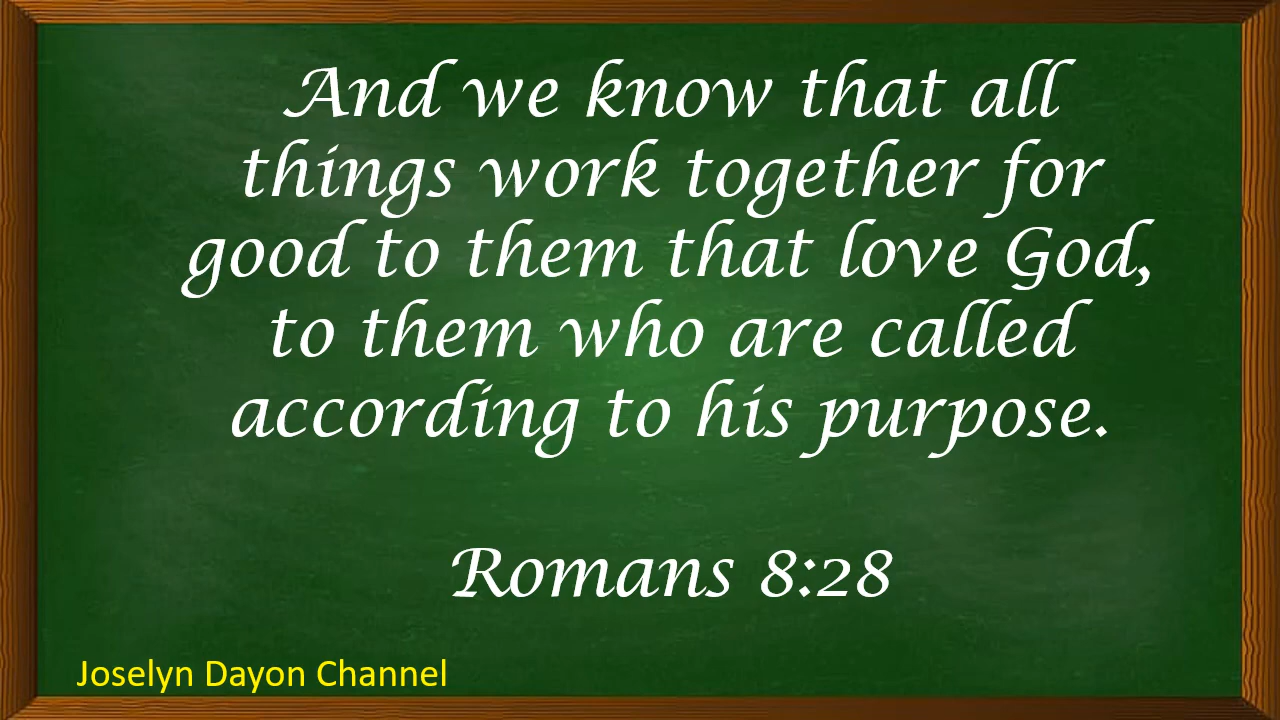 And we know that all
things work together for
good to them that love God,
to them who are called
according to his purpose.
Romans 8:28
Joselyn Dayon Channel